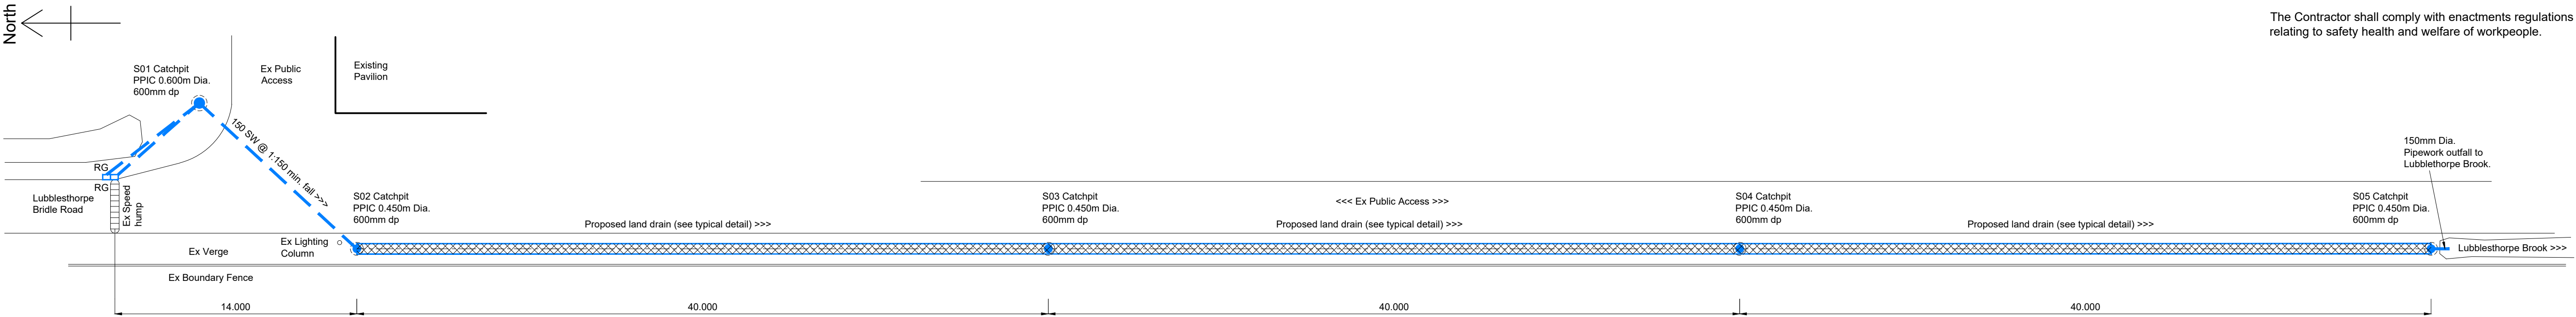 North
The Contractor shall comply with enactments regulations
relating to safety health and welfare of workpeople.
S01 Catchpit
PPIC 0.600m Dia.
600mm dp
Ex Public
Access
Existing
Pavilion
150 SW @ 1:150 min. fall >>>
RG
RG
Lubblesthorpe
Bridle Road
Ex Speed
hump
S02 Catchpit
PPIC 0.450m Dia.
600mm dp
Proposed land drain (see typical detail) >>>
S03 Catchpit
PPIC 0.450m Dia.
600mm dp
<<< Ex Public Access >>>
Proposed land drain (see typical detail) >>>
S04 Catchpit
PPIC 0.450m Dia.
600mm dp
Proposed land drain (see typical detail) >>>
S05 Catchpit
PPIC 0.450m Dia.
600mm dp
150mm Dia.
Pipework outfall to
Lubblethorpe Brook.
Ex Verge
Ex Lighting
Column
Lubblesthorpe Brook >>>
Ex Boundary Fence
14.000
40.000
40.000
40.000